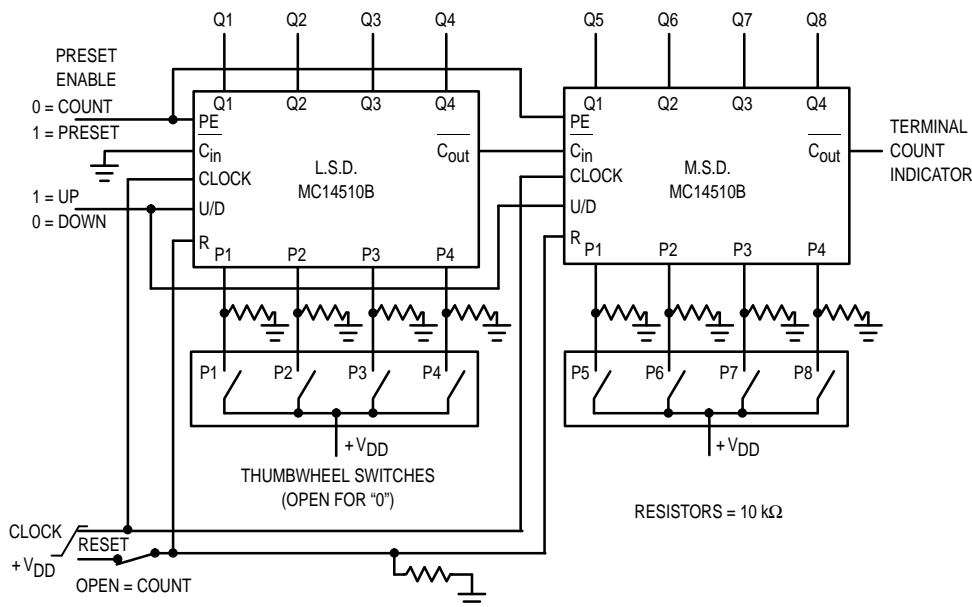 Q1 Q2 Q3 Q4 Q5 Q6 Q7 Q8
PRESET
ENABLE
0 = COUNT
1 = PRESET
Q1 Q2 Q3 Q4
PE
Cin
CLOCK
U/D
R
L.S.D.
MC14510B
Cout
P1 P2 P3 P4
1 = UP
0 = DOWN
Q1 Q2 Q3 Q4
PE
Cin
CLOCK
U/D
R
M.S.D.
MC14510B
Cout
P1 P2 P3 P4
TERMINAL
COUNT
INDICATOR
P1 P2 P3 P4
+ VDD
THUMBWHEEL SWITCHES
(OPEN FOR “0”)
P5 P6 P7 P8
+ VDD
RESISTORS = 10 kΩ
CLOCK
RESET
+ VDD
OPEN = COUNT